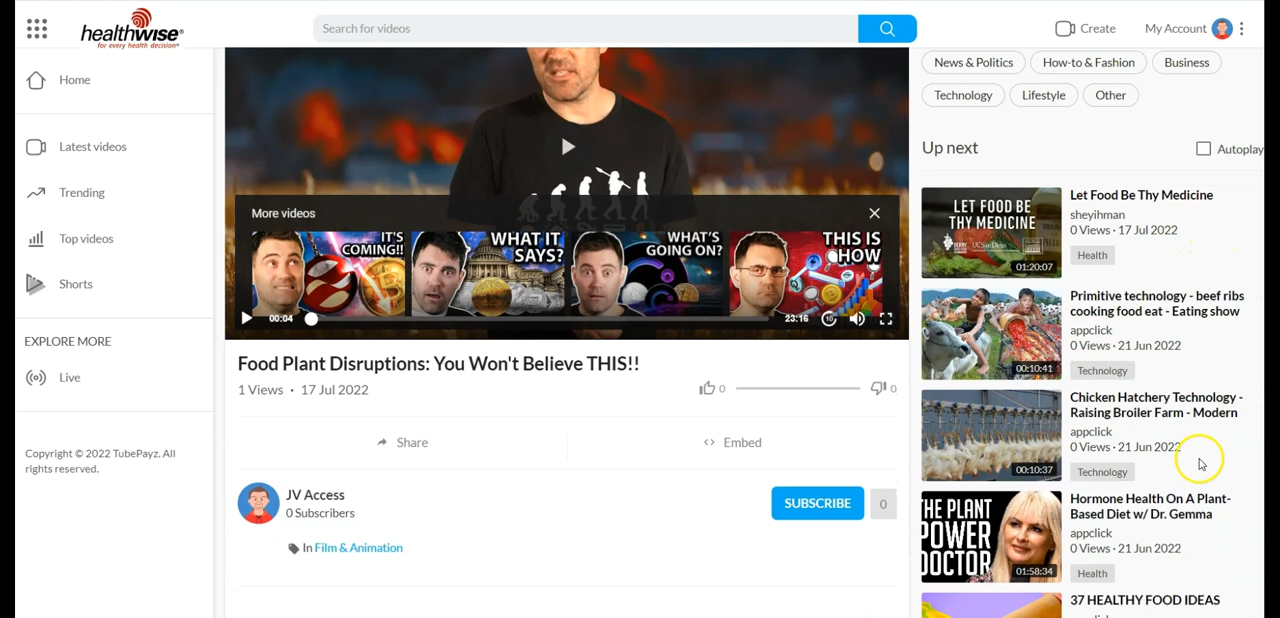 healthwise®
for every health decision®
Search for videos
Create
My Account
Home
Latest videos
Trending
Top videos
Shorts
EXPLORE MORE
Live
Copyright © 2022 TubePayz. All
rights reserved.
More videos
IT'S
COMING!!
WHAT IT
SAYS?
WHAT'S
GOING ON?
THIS IS
HOW
00:04
23:16
10
Food Plant Disruptions: You Won't Believe THIS!!
1 Views • 17 Jul 2022
0
0
Share
Embed
JV Access
0 Subscribers
SUBSCRIBE
0
In Film & Animation
News & Politics
How-to & Fashion
Business
Technology
Lifestyle
Other
Up next
Autoplay
LET FOOD BE
THY MEDICINE
UC San Diego
01:20:07
Let Food Be Thy Medicine
sheyihman
0 Views · 17 Jul 2022
Health
00:10:41
Primitive technology - beef ribs
cooking food eat - Eating show
appclick
0 Views · 21 Jun 2022
Technology
00:10:37
Chicken Hatchery Technology -
Raising Broiler Farm - Modern
appclick
0 Views · 21 Jun 2022
Technology
THE PLANT
POWER
DOCTOR
01:58:34
Hormone Health On A Plant-
Based Diet w/ Dr. Gemma
appclick
0 Views · 21 Jun 2022
Health
37 HEALTHY FOOD IDEAS